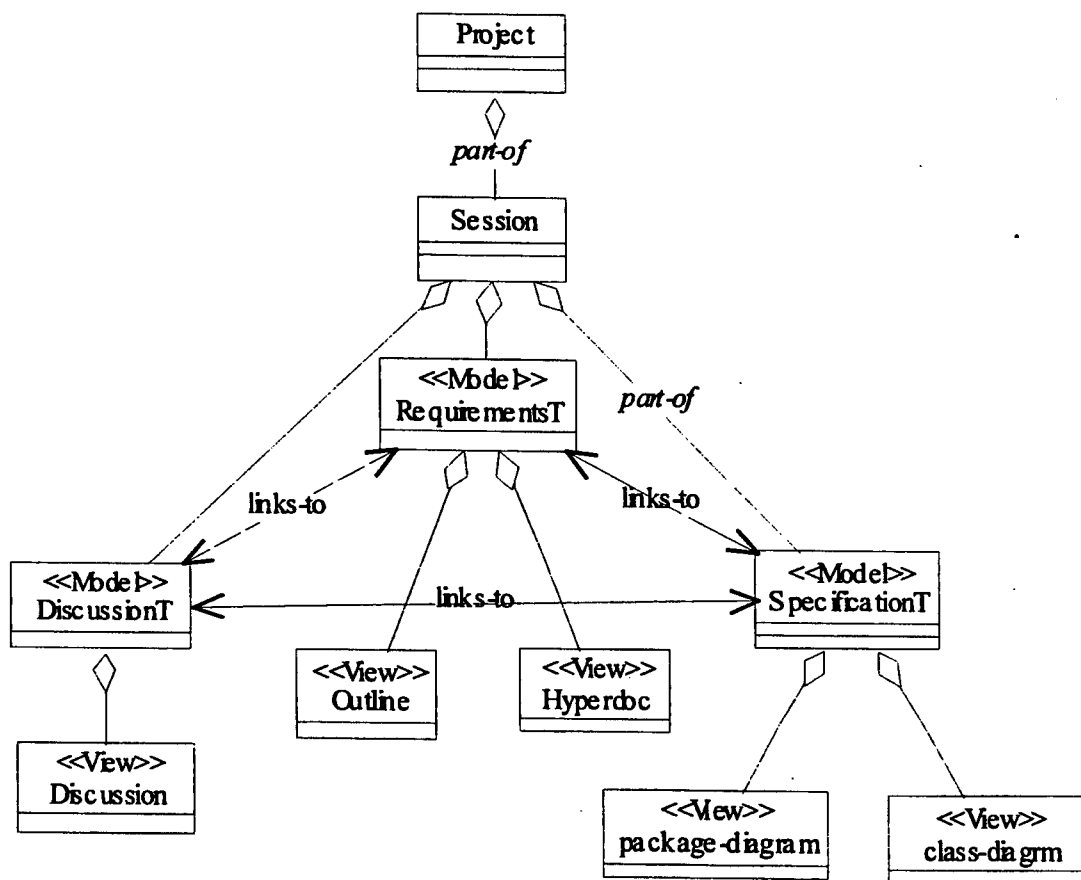 Project
part-of
Session
<<Model>>
RequirementsT
part-of
links-to
links-to
<<Model>>
DiscussionT
links-to
<<Model>>
SpecificationT
<<View>>
Outline
<<View>>
Hyperdoc
<<View>>
Discussion
<<View>>
package-diagram
<<View>>
class-diagrm